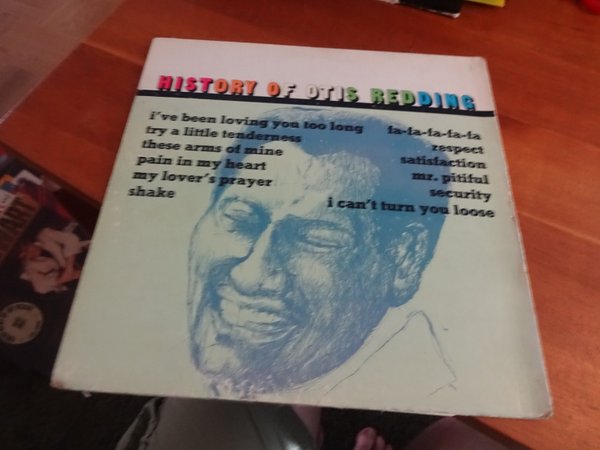 HISTORY OF OTIS REDDING
i've been loving you too long
try a little tenderness
these arms of mine
pain in my heart
my lover's prayer
shake
fa-fa-fa-fa-fa
respect
satisfaction
mr. pitiful
security
i can't turn you loose